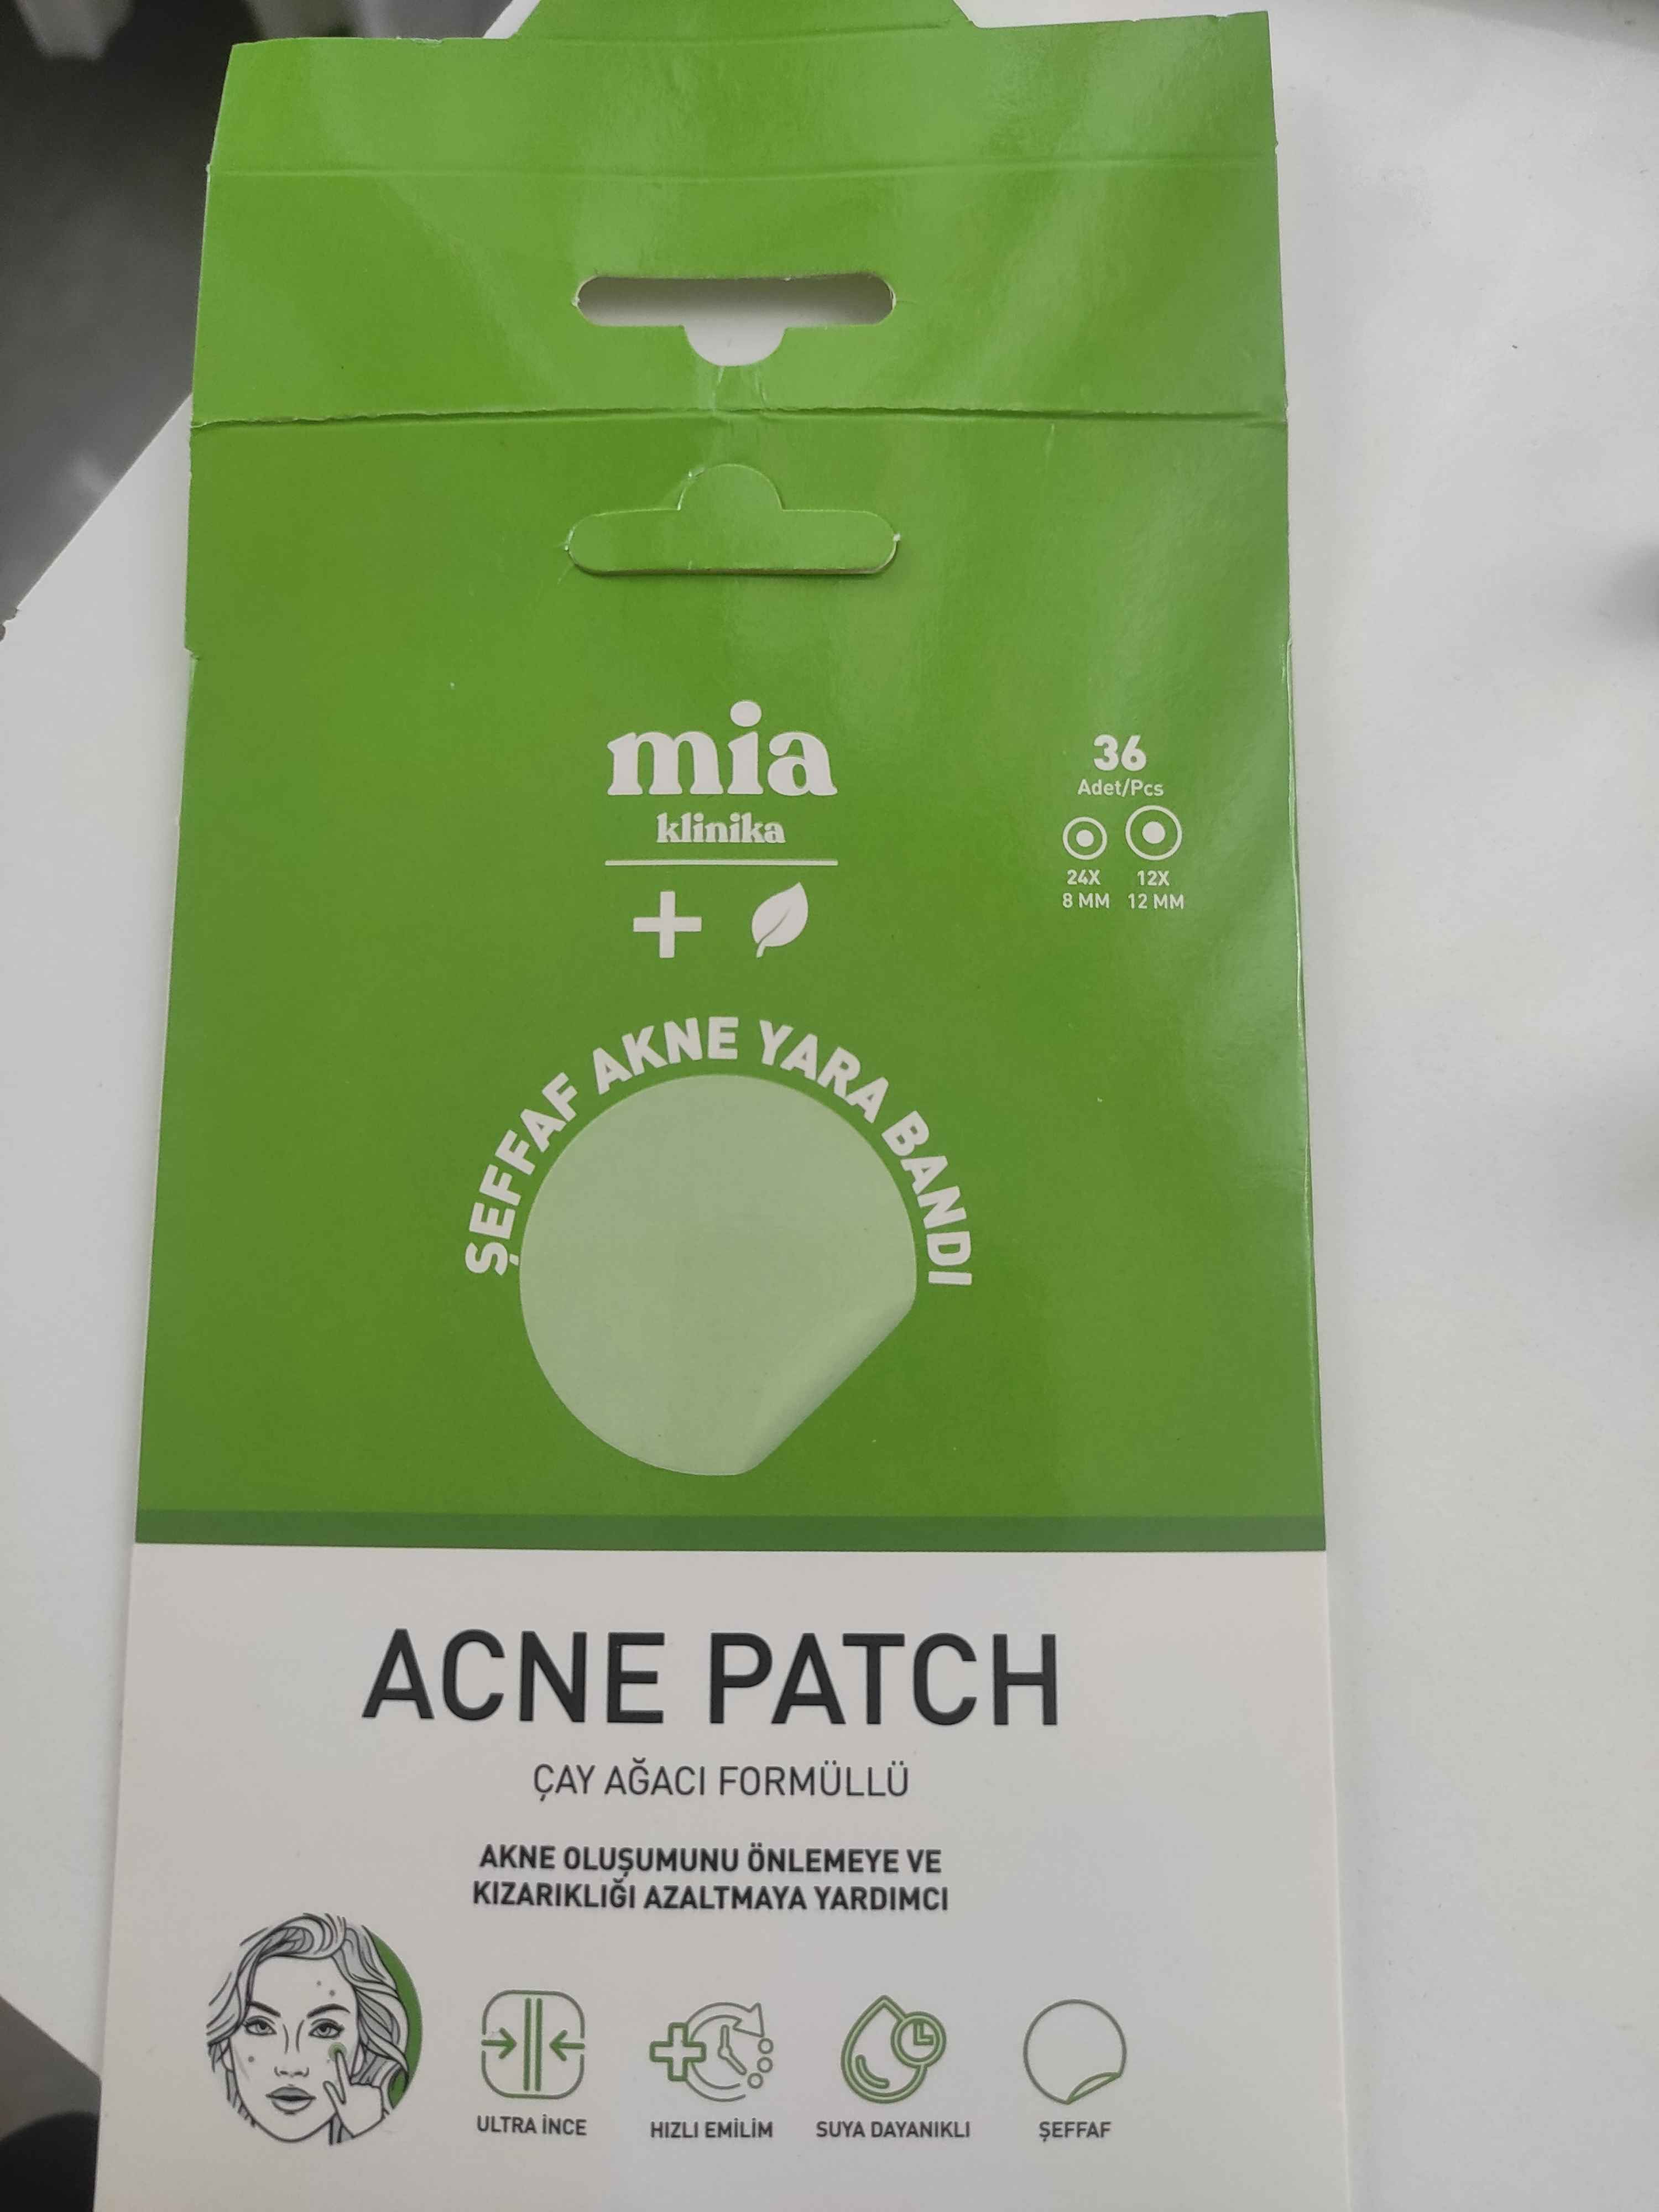 mia
klinika
36
Adet/Pcs
24X 12X
8 MM 12 MM
ŞEFFAF AKNE YARA BANDI
ACNE PATCH
ÇAY AĞACI FORMÜLLÜ
AKNE OLUŞUMUNU ÖNLEMEYE VE
KIZARIKLIĞI AZALTMAYA YARDIMCI
ULTRA İNCE
HIZLI EMİLİM
SUYA DAYANIKLI
ŞEFFAF